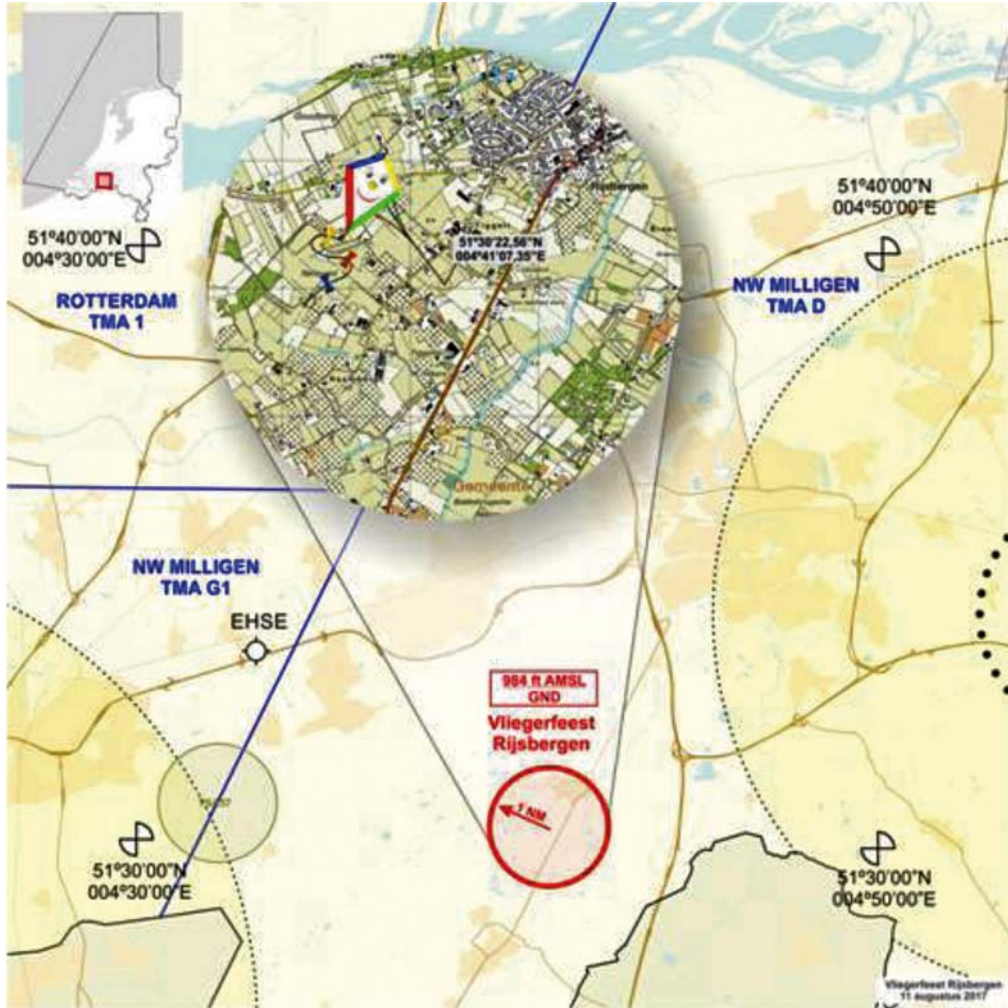 51°40'00"N
004°30'00"E
ROTTERDAM
TMA 1
Rijsbergen
51°30'22,56"N
004°41'07,35"E
51°40'00"N
004°50'00"E
NW MILLIGEN
TMA D
Gemeente
NW MILLIGEN
TMA G1
EHSE
984 ft AMSL
GND
Vliegerfeest
Rijsbergen
1 NM
51°30'00"N
004°30'00"E
51°30'00"N
004°50'00"E
Vliegerfeest Rijsbergen
11 augustus 2017